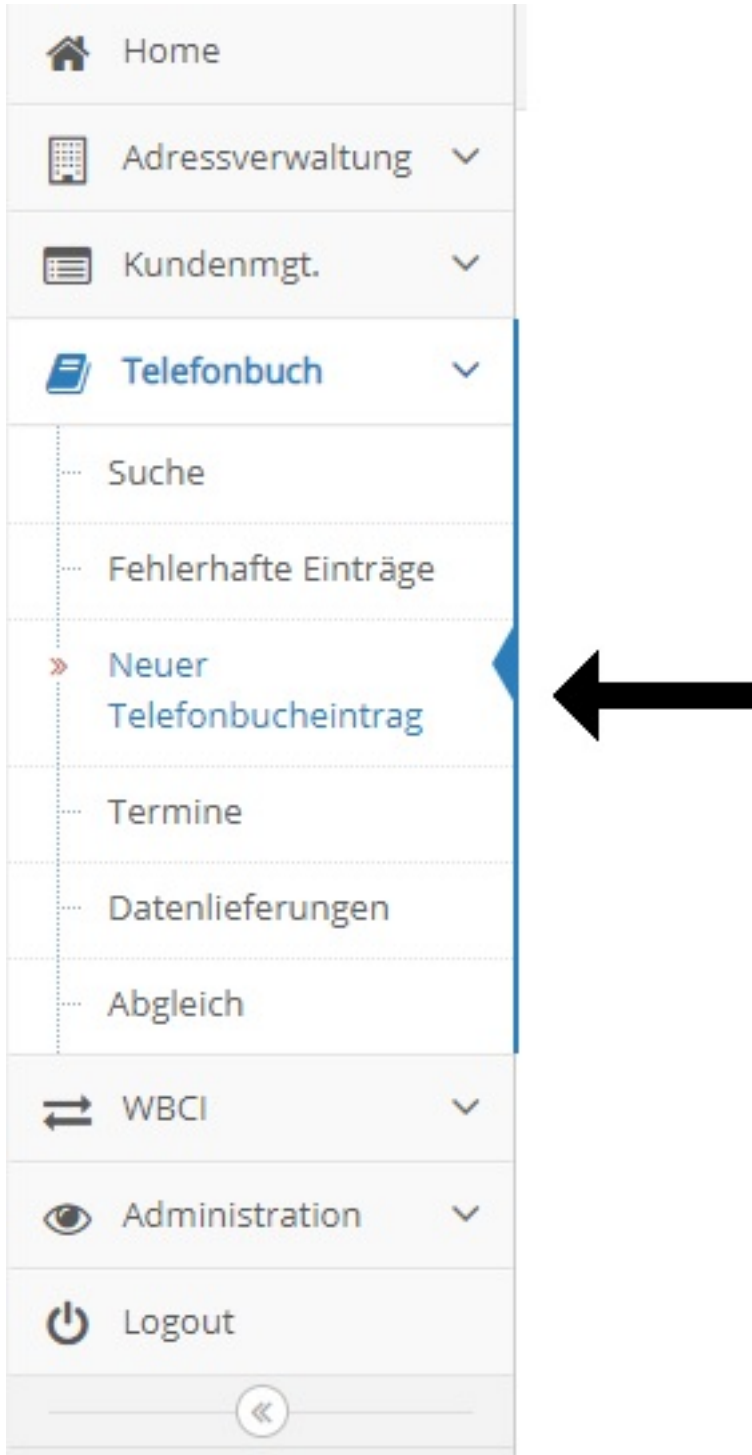 Home
Adressverwaltung
Kundenmgt.
Telefonbuch
Suche
Fehlerhafte Einträge
Neuer
Telefonbucheintrag
Termine
Datenlieferungen
Abgleich
WBCI
Administration
Logout